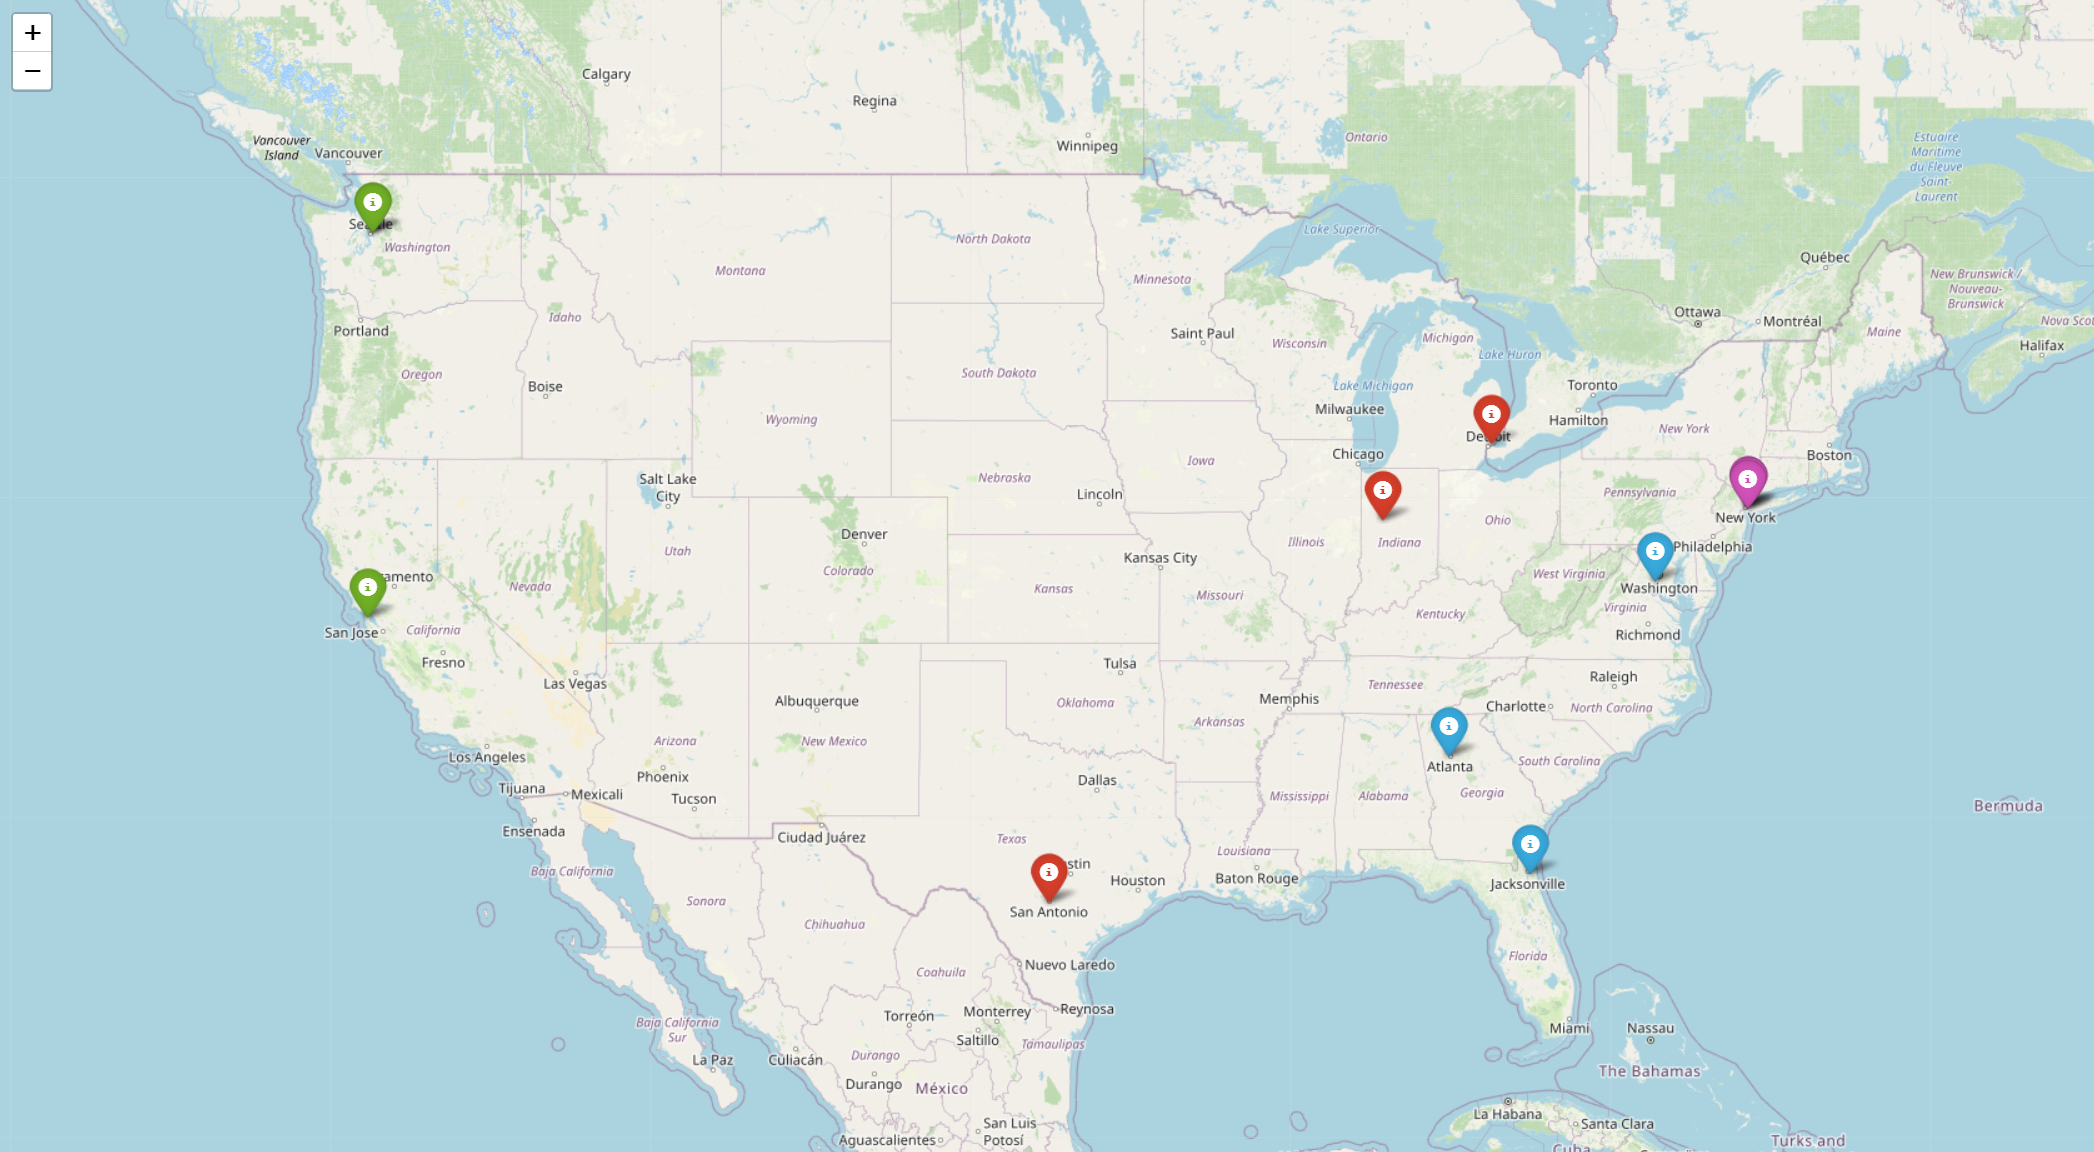 +
−
Calgary
Regina
Winnipeg
Vancouver
Island
Vancouver
Ontario
Estuaire
Maritime
du Fleuve
Saint-
Laurent
Washington
North Dakota
Lake Superior
Québec
Montana
Minnesota
New Brunswick /
Nouveau-
Brunswick
Idaho
Portland
Saint Paul
Wisconsin
Michigan
Ottawa
Montréal
Maine
Halifax
Lake Huron
Oregon
Boise
South Dakota
Lake Michigan
Toronto
Milwaukee
Hamilton
Wyoming
New York
Chicago
Boston
Iowa
Salt Lake
City
Nebraska
Lincoln
Pennsylvania
New York
Ohio
Denver
Illinois
Indiana
Philadelphia
Utah
Kansas City
Colorado
West Virginia
Nevada
Kansas
Missouri
Washington
Kentucky
Virginia
San Jose
California
Richmond
Fresno
Tulsa
Las Vegas
Raleigh
Tennessee
Albuquerque
Oklahoma
Memphis
Charlotte
North Carolina
Arkansas
Arizona
New Mexico
Los Angeles
Atlanta
South Carolina
Phoenix
Dallas
Tijuana
Mexicali
Tucson
Mississippi
Alabama
Georgia
Bermuda
Ensenada
Ciudad Juárez
Texas
Louisiana
Baja California
Houston
Baton Rouge
Jacksonville
Sonora
San Antonio
Chihuahua
Florida
Coahuila
Nuevo Laredo
Torreón
Monterrey
Reynosa
Baja California
Sur
Saltillo
Tamaulipas
Miami
Nassau
La Paz
Culiacán
Durango
Durango
México
The Bahamas
La Habana
Santa Clara
San Luis
Potosí
Aguascalientes
Turks and